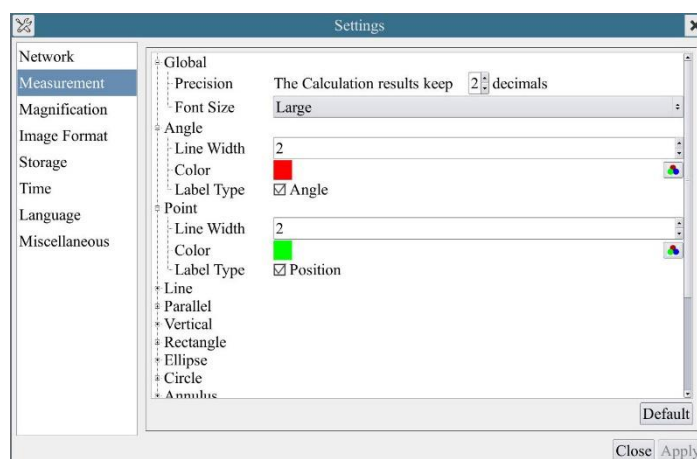 Settings
Network
Measurement
Magnification
Image Format
Storage
Time
Language
Miscellaneous
Global
Precision The Calculation results keep 2 decimals
Font Size Large
Angle
Line Width 2
Color
Label Type Angle
Point
Line Width 2
Color
Label Type Position
Line
Parallel
Vertical
Rectangle
Ellipse
Circle
Annulus
Default
Close Apply